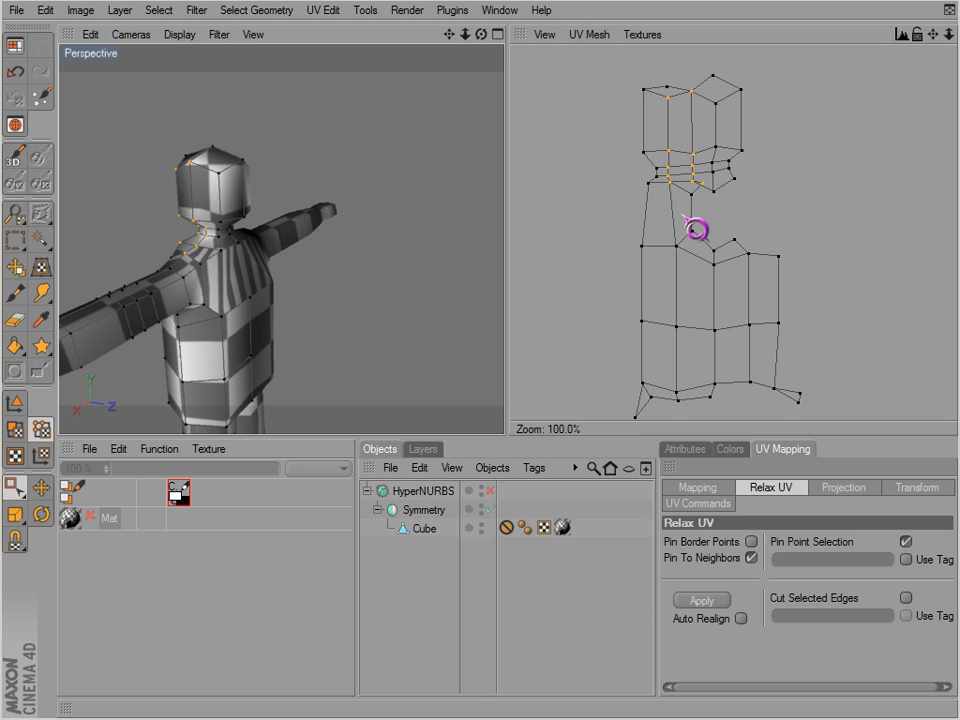 File Edit Image Layer Select Filter Select Geometry UV Edit Tools Render Plugins Window Help
Edit Cameras Display Filter View
View UV Mesh Textures
Perspective
3D
Y
X Z
Zoom: 100.0%
File Edit Function Texture
100 %
C
Mat
Objects Layers
File Edit View Objects Tags
HyperNURBS
Symmetry
Cube
Attributes Colors UV Mapping
Mapping Relax UV Projection Transform
UV Commands
Relax UV
Pin Border Points Pin Point Selection
Pin To Neighbors Use Tag
Apply Cut Selected Edges
Auto Realign Use Tag
MAXON
CINEMA 4D